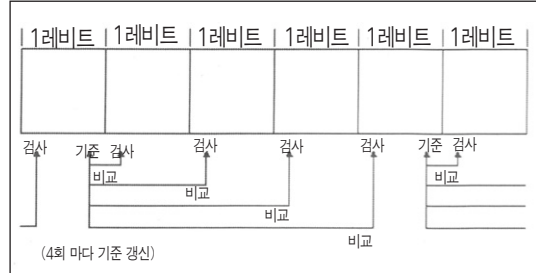 1레비트 1레비트 1레비트 1레비트 1레비트 1레비트
검사 기준 검사 검사 검사 검사 기준 검사
비교 비교
비교
비교
비교
(4회 마다 기준 갱신)